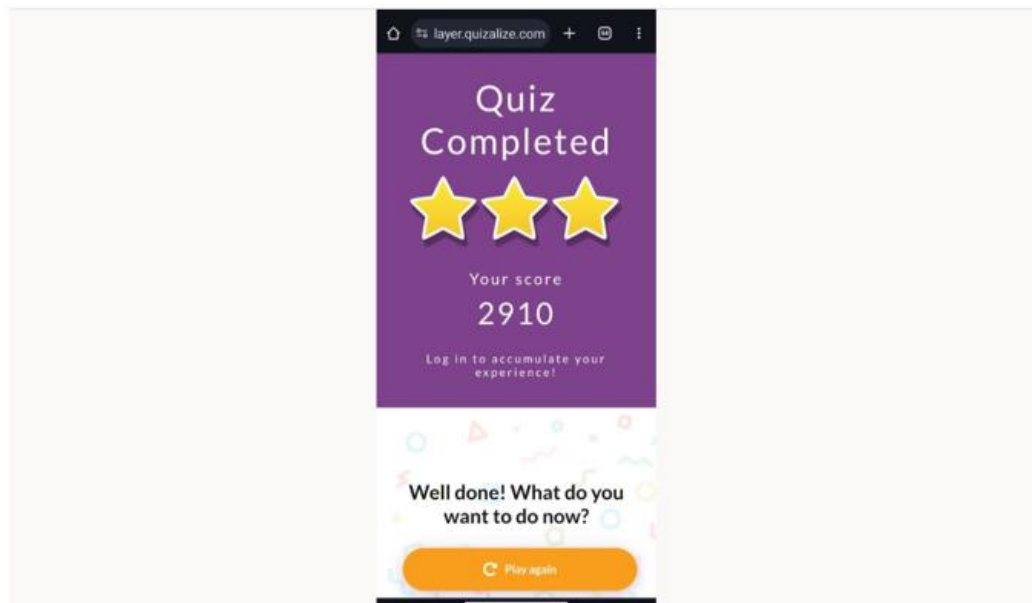 layer.quizalize.com
Quiz
Completed
Your score
2910
Log in to accumulate your
experience!
Well done! What do you
want to do now?
Play again